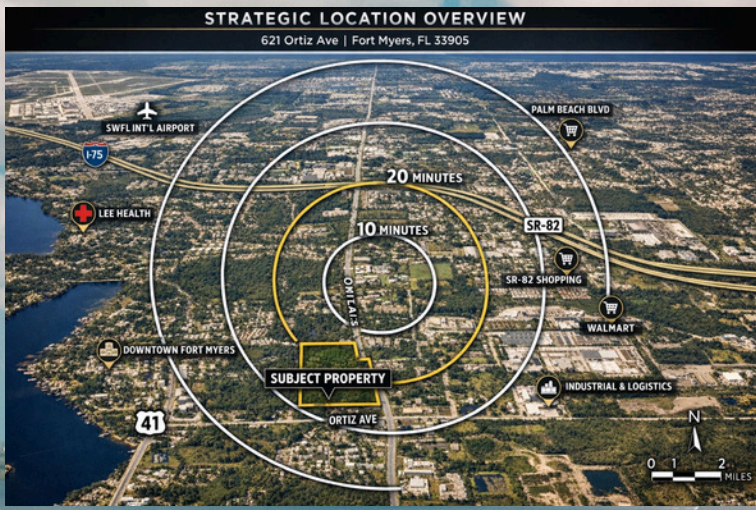 STRATEGIC LOCATION OVERVIEW
621 Ortiz Ave | Fort Myers, FL 33905
PALM BEACH BLVD
SWFL INT'L AIRPORT
I-75
20 MINUTES
LEE HEALTH
SR-82
10 MINUTES
SR-82 SHOPPING
WALMART
DOWNTOWN FORT MYERS
SUBJECT PROPERTY
INDUSTRIAL & LOGISTICS
ORTIZ AVE
41
N
0 1 2
MILES